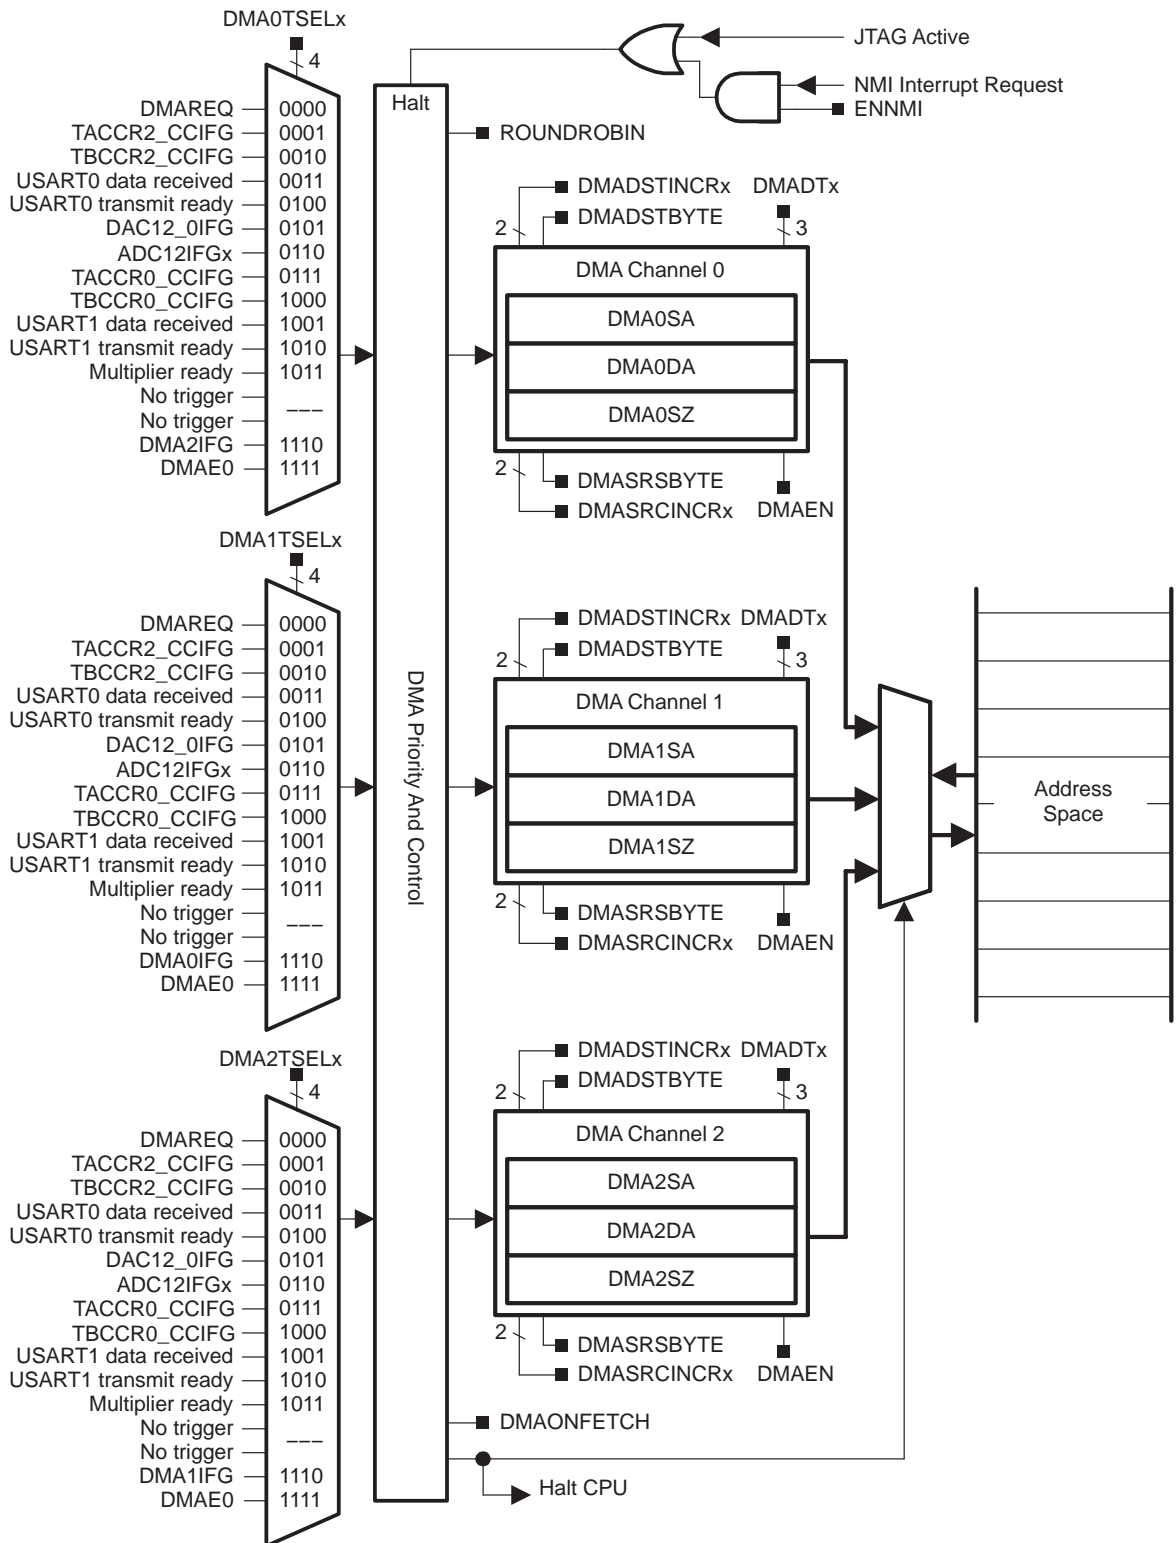 DMA0TSELx
4
JTAG Active
NMI Interrupt Request
ENNMI
Halt
ROUNDROBIN
DMAREQ 0000
TACCR2_CCIFG 0001
TBCCR2_CCIFG 0010
USART0 data received 0011
USART0 transmit ready 0100
DAC12_0IFG 0101
ADC12IFGx 0110
TACCR0_CCIFG 0111
TBCCR0_CCIFG 1000
USART1 data received 1001
USART1 transmit ready 1010
Multiplier ready 1011
No trigger
No trigger
DMA2IFG 1110
DMAE0 1111
DMADSTINCRx DMADTx
DMADSTBYTE
2 3
DMA Channel 0
DMA0SA
DMA0DA
DMA0SZ
2
DMASRSBYTE
DMASRCINCRx DMAEN
DMA1TSELx
4
DMAREQ 0000
TACCR2_CCIFG 0001
TBCCR2_CCIFG 0010
USART0 data received 0011
USART0 transmit ready 0100
DAC12_0IFG 0101
ADC12IFGx 0110
TACCR0_CCIFG 0111
TBCCR0_CCIFG 1000
USART1 data received 1001
USART1 transmit ready 1010
Multiplier ready 1011
No trigger
No trigger
DMA0IFG 1110
DMAE0 1111
DMA Priority And Control
DMADSTINCRx DMADTx
DMADSTBYTE
2 3
DMA Channel 1
DMA1SA
DMA1DA
DMA1SZ
2
DMASRSBYTE
DMASRCINCRx DMAEN
Address
Space
DMA2TSELx
4
DMAREQ 0000
TACCR2_CCIFG 0001
TBCCR2_CCIFG 0010
USART0 data received 0011
USART0 transmit ready 0100
DAC12_0IFG 0101
ADC12IFGx 0110
TACCR0_CCIFG 0111
TBCCR0_CCIFG 1000
USART1 data received 1001
USART1 transmit ready 1010
Multiplier ready 1011
No trigger
No trigger
DMA1IFG 1110
DMAE0 1111
DMADSTINCRx DMADTx
DMADSTBYTE
2 3
DMA Channel 2
DMA2SA
DMA2DA
DMA2SZ
2
DMASRSBYTE
DMASRCINCRx DMAEN
DMAONFETCH
Halt CPU